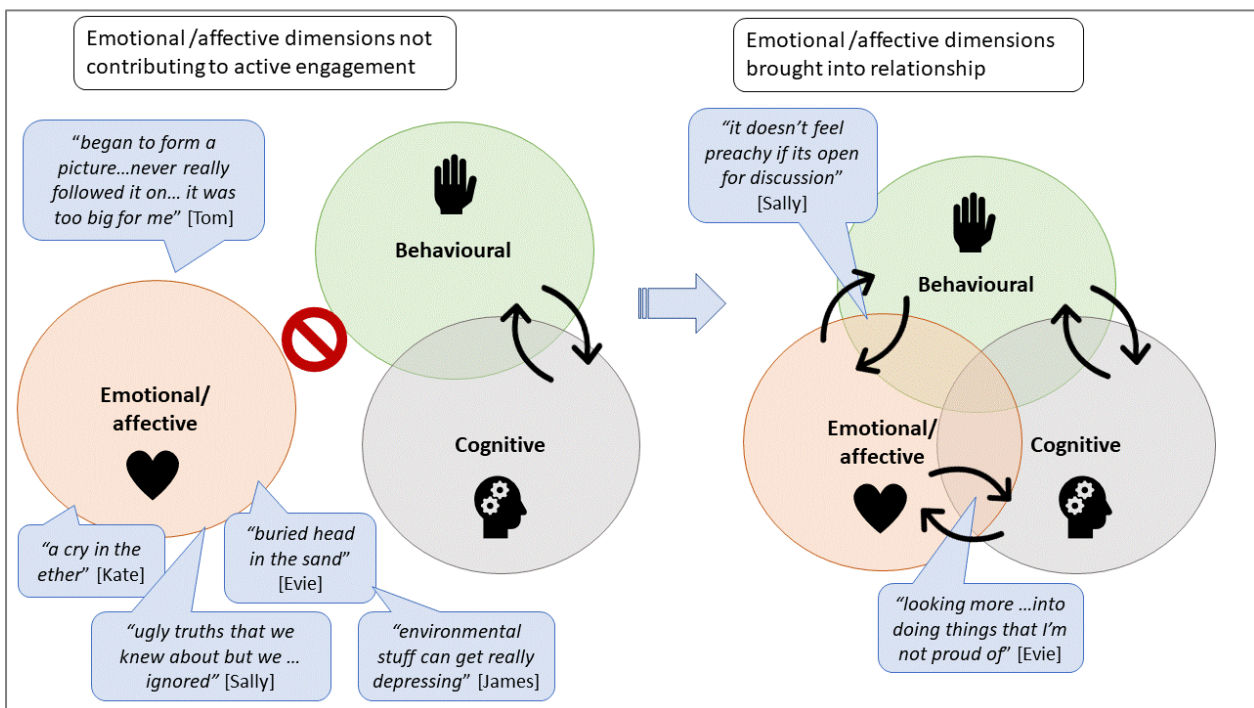 Emotional /affective dimensions not
contributing to active engagement
“began to form a
picture…never really
followed it on… it was
too big for me” [Tom]
Behavioural
Emotional/
affective
Cognitive
“a cry in the
ether” [Kate]
“buried head
in the sand”
[Evie]
“ugly truths that we
knew about but we …
ignored” [Sally]
“environmental
stuff can get really
depressing” [James]
Emotional /affective dimensions
brought into relationship
“it doesn’t feel
preachy if its open
for discussion”
[Sally]
Behavioural
Emotional/
affective
Cognitive
“looking more …into
doing things that I’m
not proud of” [Evie]